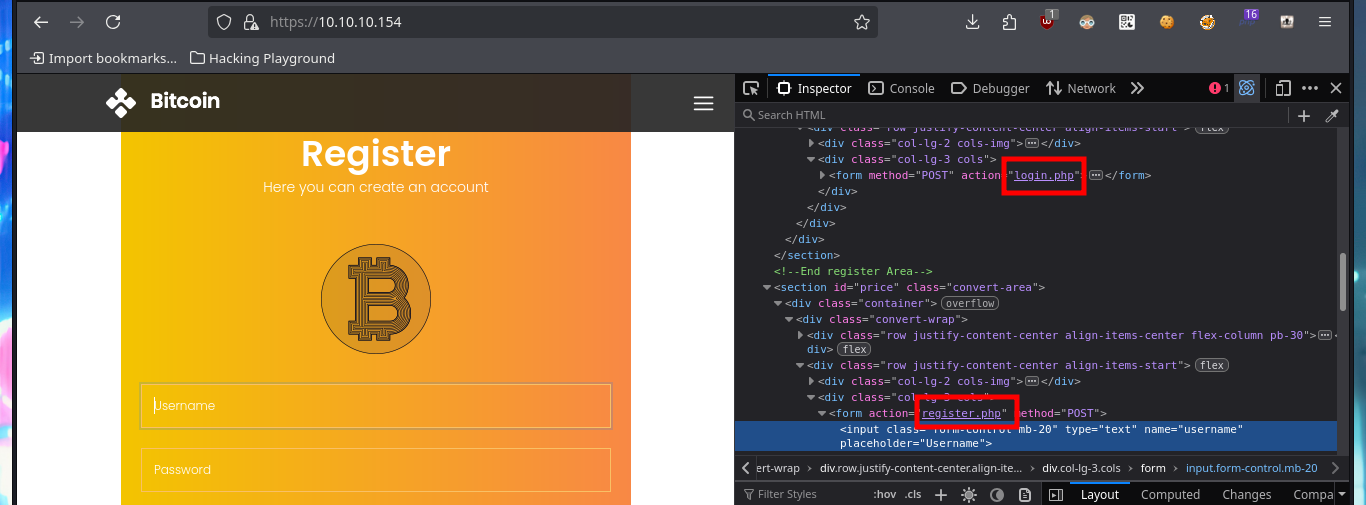 https://10.10.10.154
1
16
Import bookmarks...
Hacking Playground
Bitcoin
Register
Here you can create an account
Username
Password
Inspector
Console
Debugger
Network
1
Search HTML
<div class="row justify-content-center align-items-start"> flex
<div class="col-lg-2 cols-img"></div>
<div class="col-lg-3 cols">
<form method="POST" action="login.php"></form>
</div>
</div>
</div>
</div>
</section>
<!--End register Area-->
<section id="price" class="convert-area">
<div class="container"> overflow
<div class="convert-wrap">
<div class="row justify-content-center align-items-center flex-column pb-30"><
div> flex
<div class="row justify-content-center align-items-start"> flex
<div class="col-lg-2 cols-img"></div>
<div class="col-lg-3 cols">
<form action="register.php" method="POST">
<input class="form-control mb-20" type="text" name="username"
placeholder="Username">
ert-wrap
div.row.justify-content-center.align-ite...
div.col-lg-3.cols
form
input.form-control.mb-20
Filter Styles
:hov
.cls
Layout
Computed
Changes
Compa